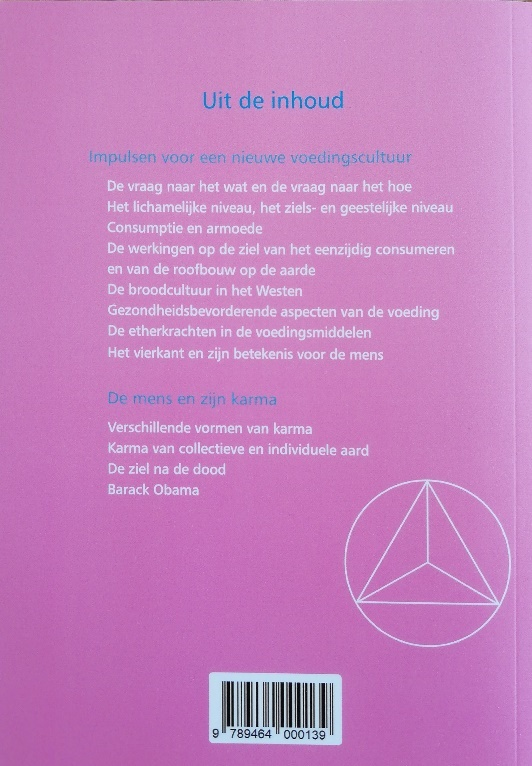 Uit de inhoud
Impulsen voor een nieuwe voedingscultuur
De vraag naar het wat en de vraag naar het hoe
Het lichamelijke niveau, het ziels- en geestelijke niveau
Consumptie en armoede
De werkingen op de ziel van het eenzijdig consumeren
en van de roofbouw op de aarde
De broodcultuur in het Westen
Gezondheidsbevorderende aspecten van de voeding
De etherkrachten in de voedingsmiddelen
Het vierkant en zijn betekenis voor de mens
De mens en zijn karma
Verschillende vormen van karma
Karma van collectieve en individuele aard
De ziel na de dood
Barack Obama
9 789464 000139